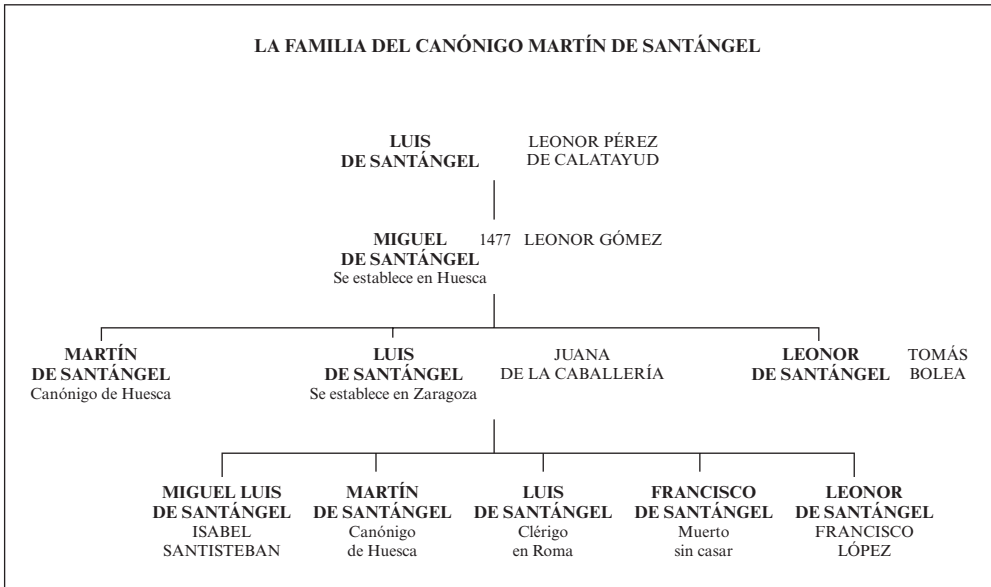 LA FAMILIA DEL CANÓNIGO MARTÍN DE SANTÁNGEL
LUIS
DE SANTÁNGEL
LEONOR PÉREZ
DE CALATAYUD
MIGUEL
DE SANTÁNGEL
Se establece en Huesca
1477
LEONOR GÓMEZ
MARTÍN
DE SANTÁNGEL
Canónigo de Huesca
LUIS
DE SANTÁNGEL
Se establece en Zaragoza
JUANA
DE LA CABALLERÍA
LEONOR
DE SANTÁNGEL
TOMÁS
BOLEA
MIGUEL LUIS
DE SANTÁNGEL
ISABEL
SANTISTEBAN
MARTÍN
DE SANTÁNGEL
Canónigo
de Huesca
LUIS
DE SANTÁNGEL
Clérigo
en Roma
FRANCISCO
DE SANTÁNGEL
Muerto
sin casar
LEONOR
DE SANTÁNGEL
FRANCISCO
LÓPEZ